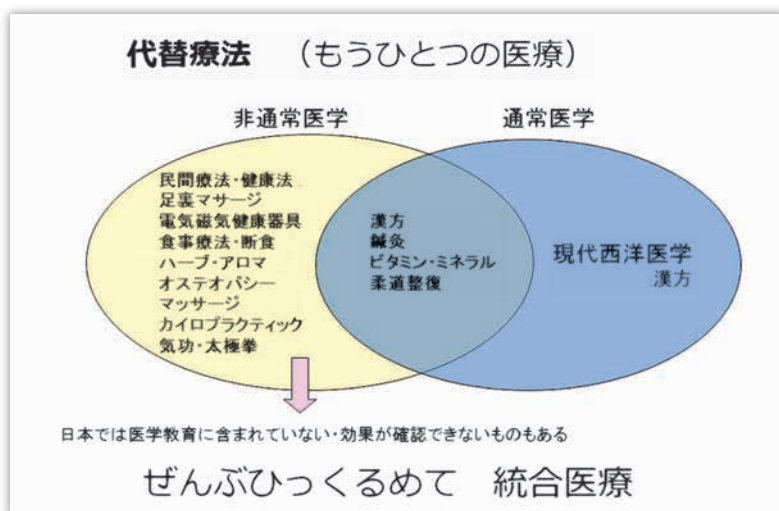 代替療法　（もうひとつの医療）
非通常医学
通常医学
民間療法・健康法
足裏マサージ
電気磁気健康器具
食事療法・断食
ハーブ・アロマ
オステオパシー
マッサージ
カイロプラクティック
気功・太極拳
漢方
鍼灸
ビタミン・ミネラル
柔道整復
現代西洋医学
漢方
日本では医学教育に含まれていない・効果が確認できないものもある
ぜんぶひっくるめて　統合医療